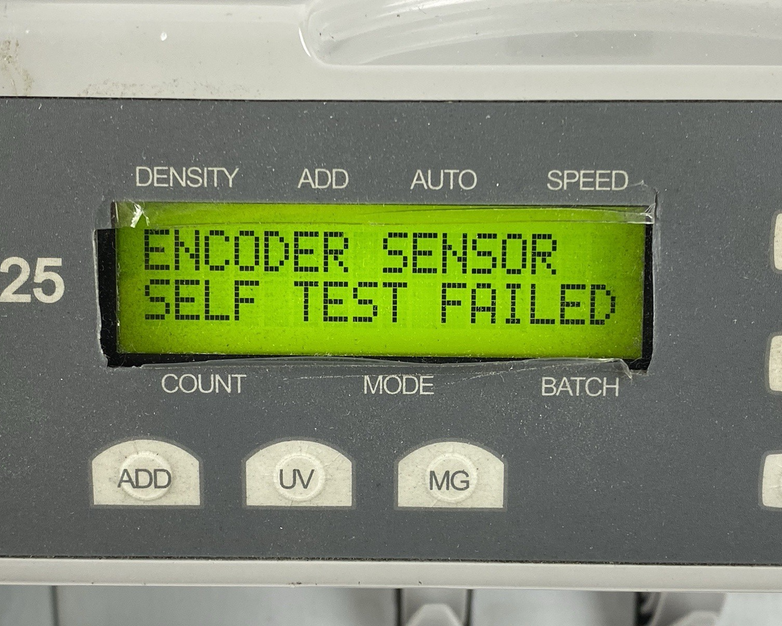 DENSITY ADD AUTO SPEED
25
ENCODER SENSOR
SELF TEST FAILED
COUNT MODE BATCH
ADD UV MG